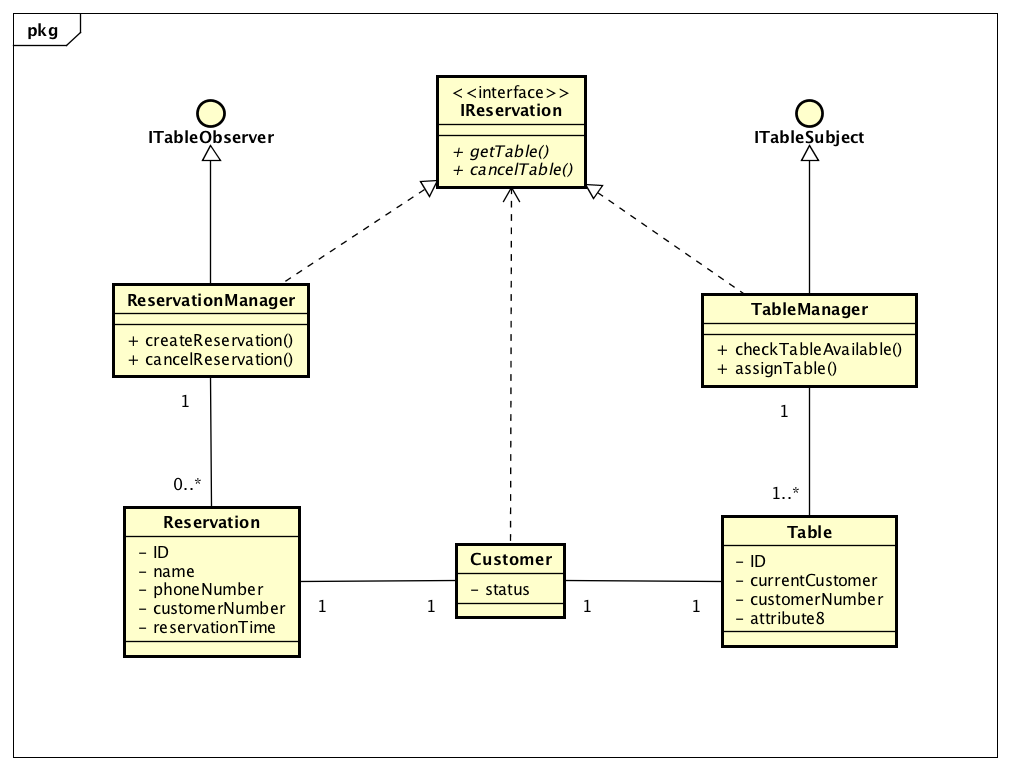 pkg
ITableObserver
<<interface>>
IReservation
+ getTable()
+ cancelTable()
ITableSubject
ReservationManager
+ createReservation()
+ cancelReservation()
TableManager
+ checkTableAvailable()
+ assignTable()
1
0..*
1
1..*
Reservation
- ID
- name
- phoneNumber
- customerNumber
- reservationTime
1
1
Customer
- status
1
1
Table
- ID
- currentCustomer
- customerNumber
- attribute8